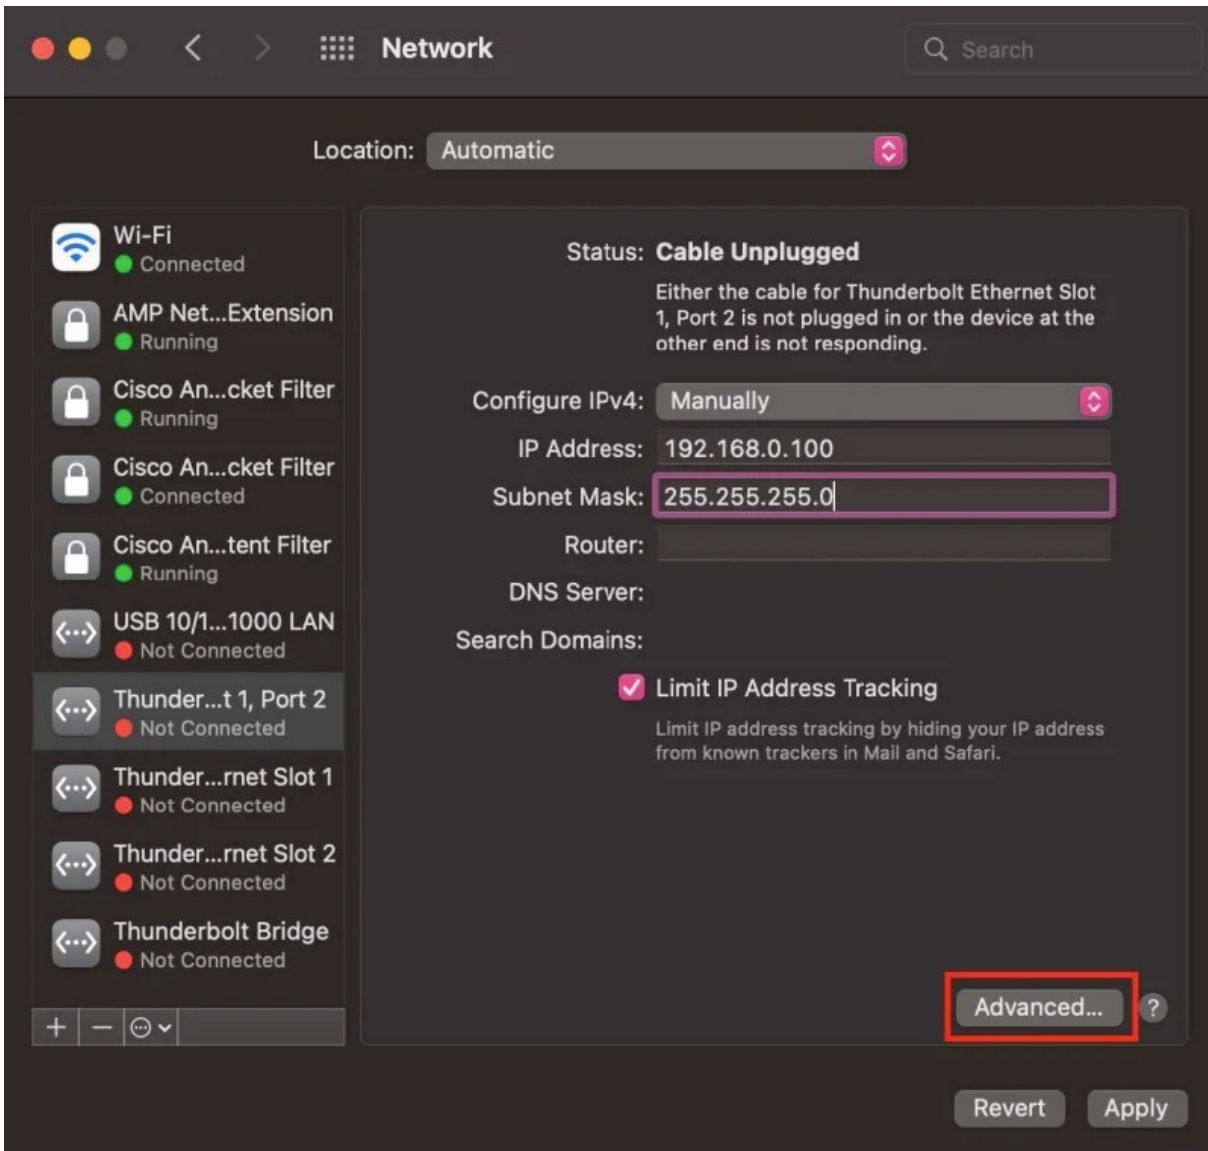 Network
Search
Location: Automatic
Wi-Fi
Connected
AMP Net...Extension
Running
Cisco An...cket Filter
Running
Cisco An...cket Filter
Connected
Cisco An...tent Filter
Running
USB 10/1...1000 LAN
Not Connected
Thunder...t 1, Port 2
Not Connected
Thunder...rnet Slot 1
Not Connected
Thunder...rnet Slot 2
Not Connected
Thunderbolt Bridge
Not Connected
Status: Cable Unplugged
Either the cable for Thunderbolt Ethernet Slot
1, Port 2 is not plugged in or the device at the
other end is not responding.
Configure IPv4: Manually
IP Address: 192.168.0.100
Subnet Mask: 255.255.255.0
Router:
DNS Server:
Search Domains:
Limit IP Address Tracking
Limit IP address tracking by hiding your IP address
from known trackers in Mail and Safari.
Advanced... ?
Revert Apply